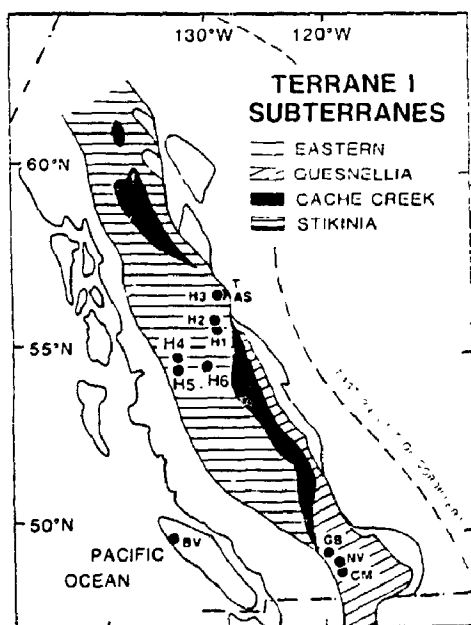 130°W 120°W
TERRANE I
SUBTERRANES
EASTERN
QUESNELLIA
CACHE CREEK
STIKINIA
60°N
T
H3 AS
H2
H1
H4
55°N
H5 H6
50°N
BV
PACIFIC
OCEAN
GB
NV
CM